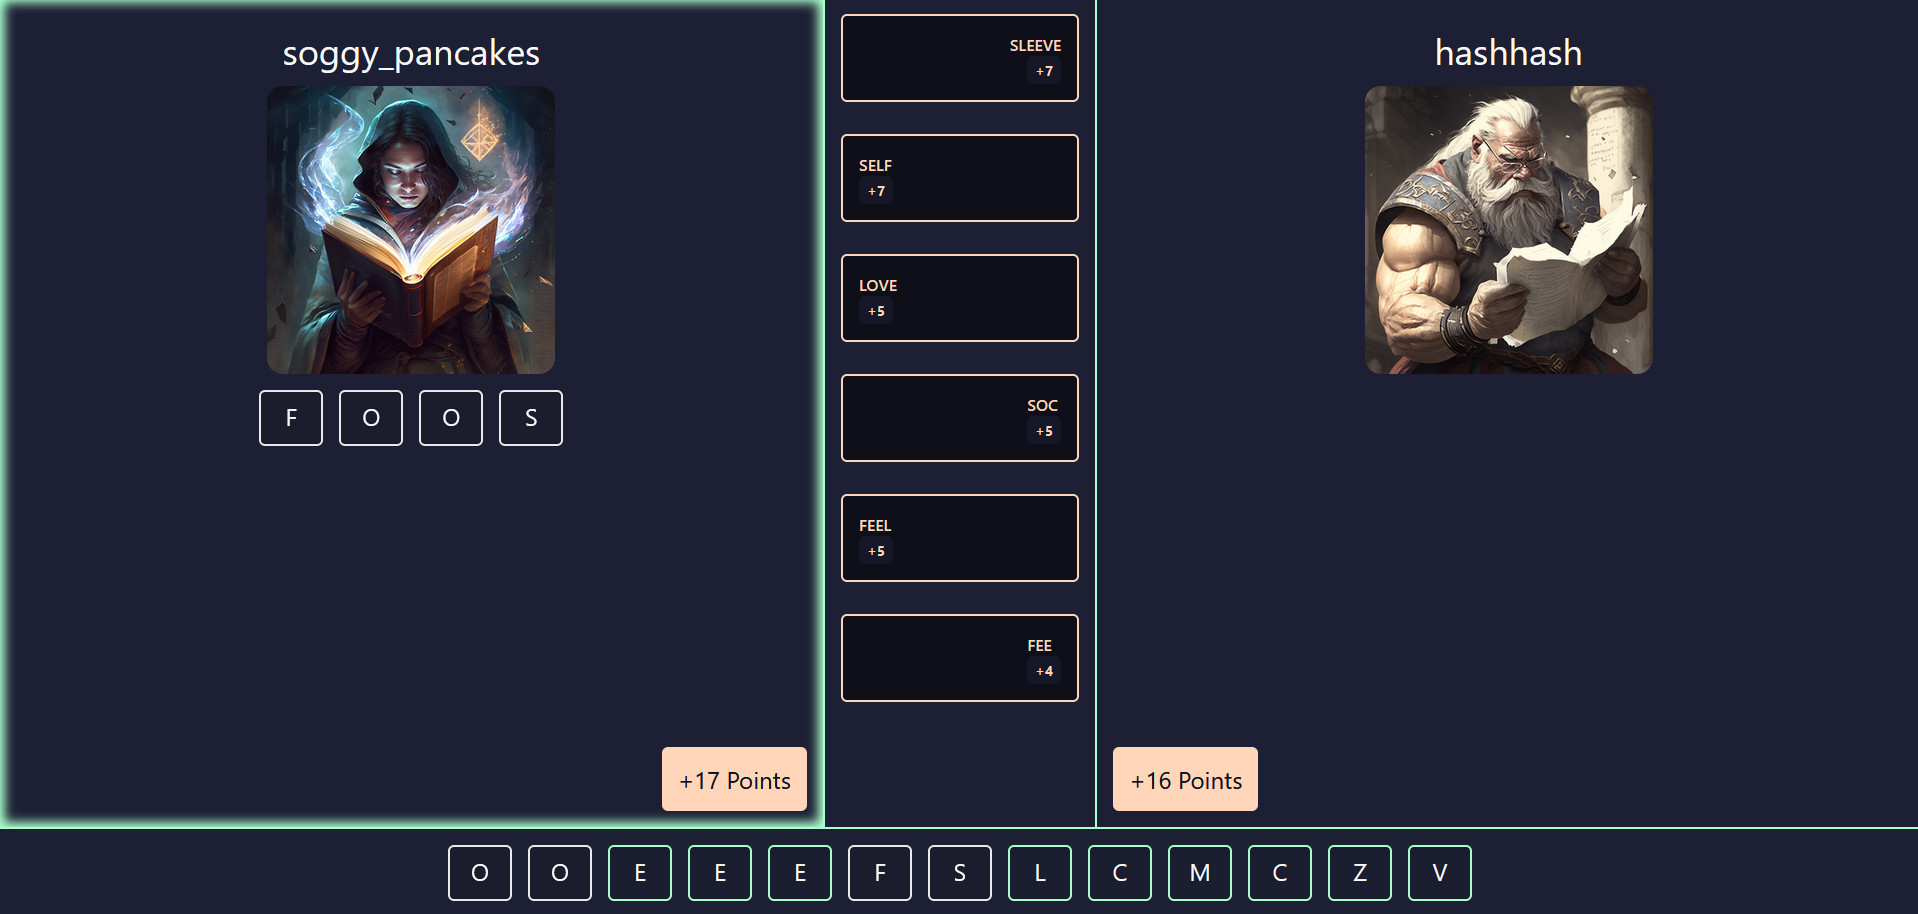 soggy_pancakes
F O O S
+17 Points
SLEEVE
+7
SELF
+7
LOVE
+5
SOC
+5
FEEL
+5
FEE
+4
hashhash
+16 Points
O O E E E F S L C M C Z V